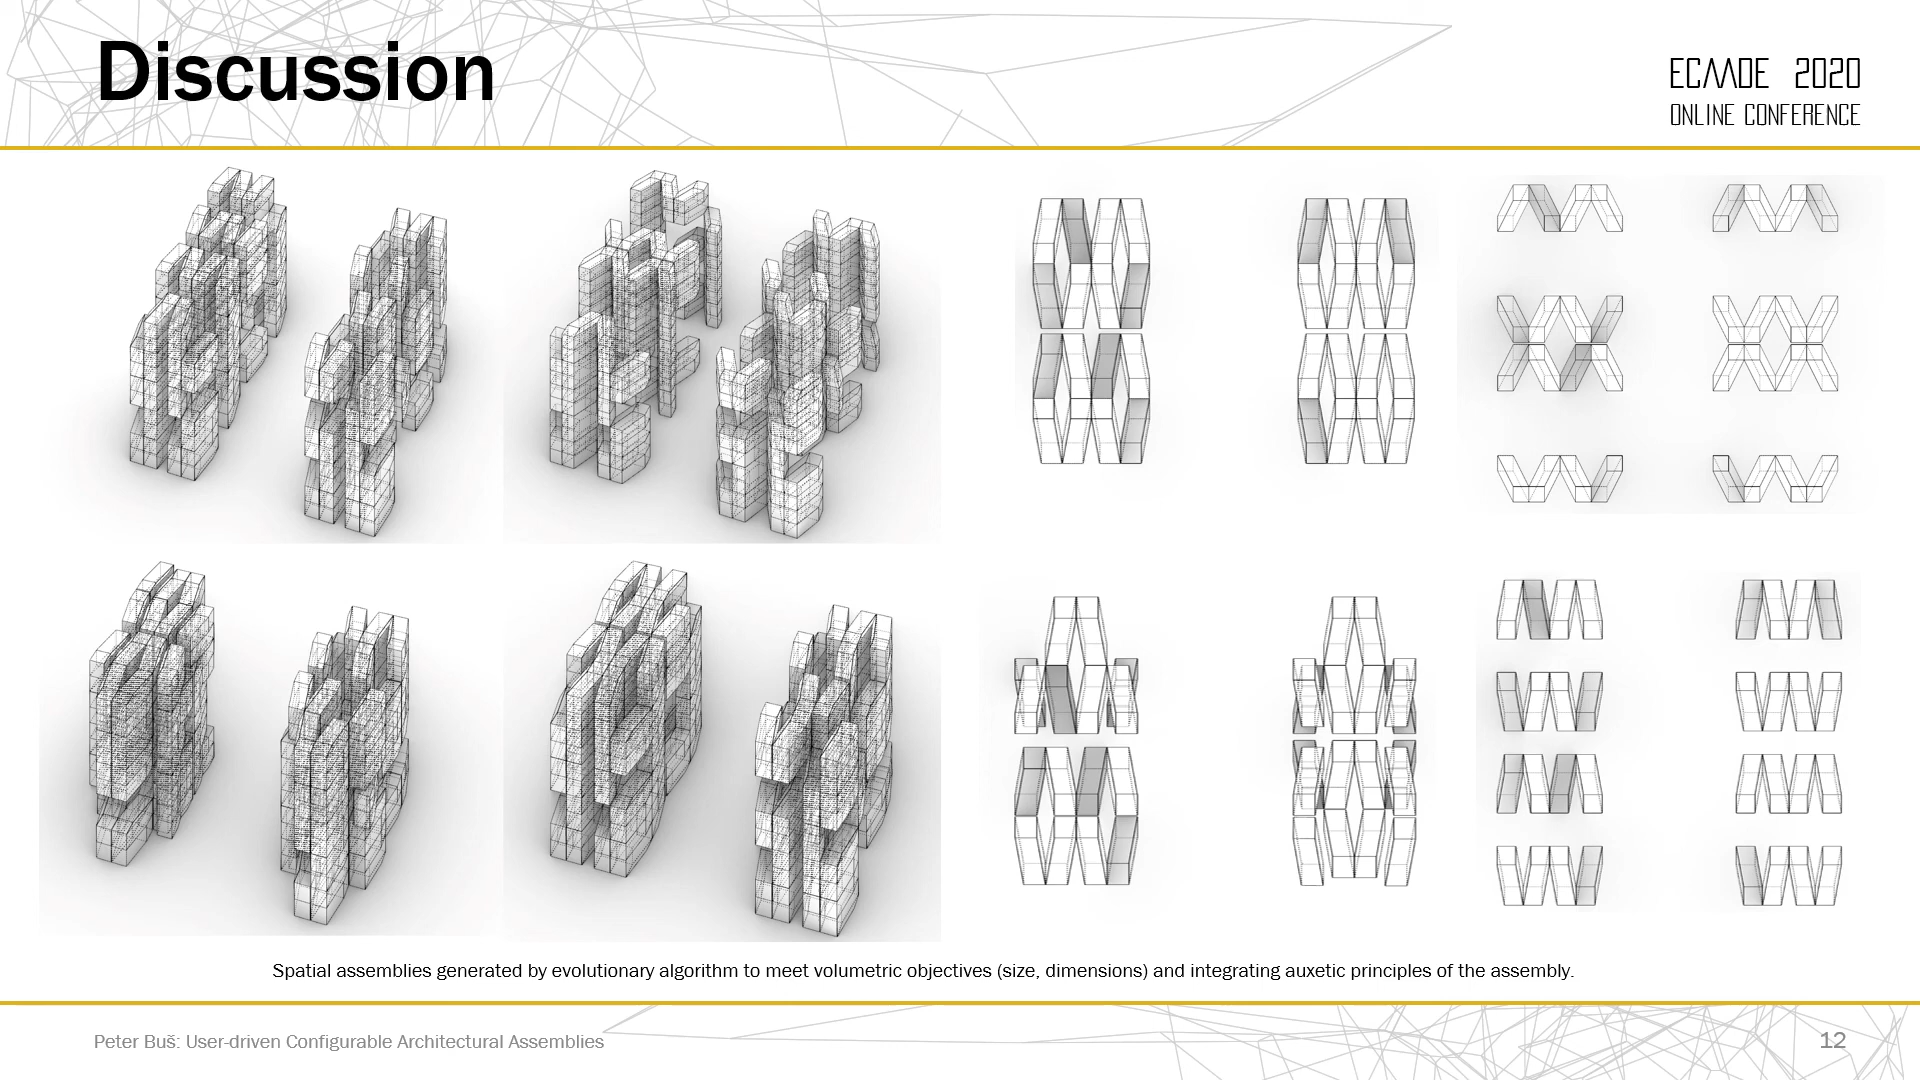 Discussion
ECAADE 2020
ONLINE CONFERENCE
Spatial assemblies generated by evolutionary algorithm to meet volumetric objectives (size, dimensions) and integrating auxetic principles of the assembly.
Peter Buš: User-driven Configurable Architectural Assemblies
12